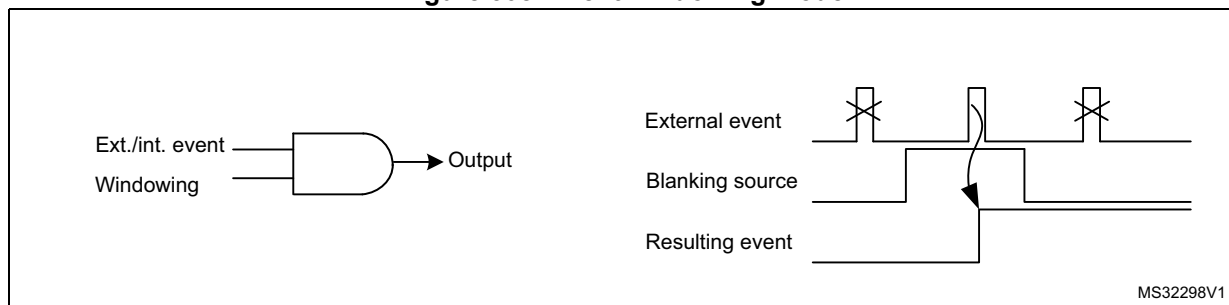 Ext./int. event
Windowing
Output
External event
Blanking source
Resulting event
MS32298V1